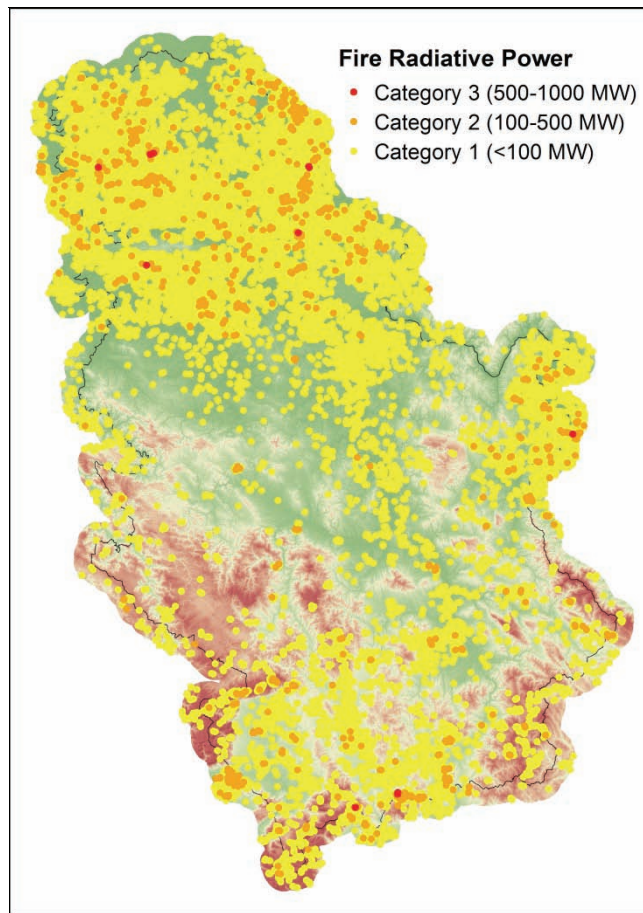 Fire Radiative Power
Category 3 (500-1000 MW)
Category 2 (100-500 MW)
Category 1 (<100 MW)